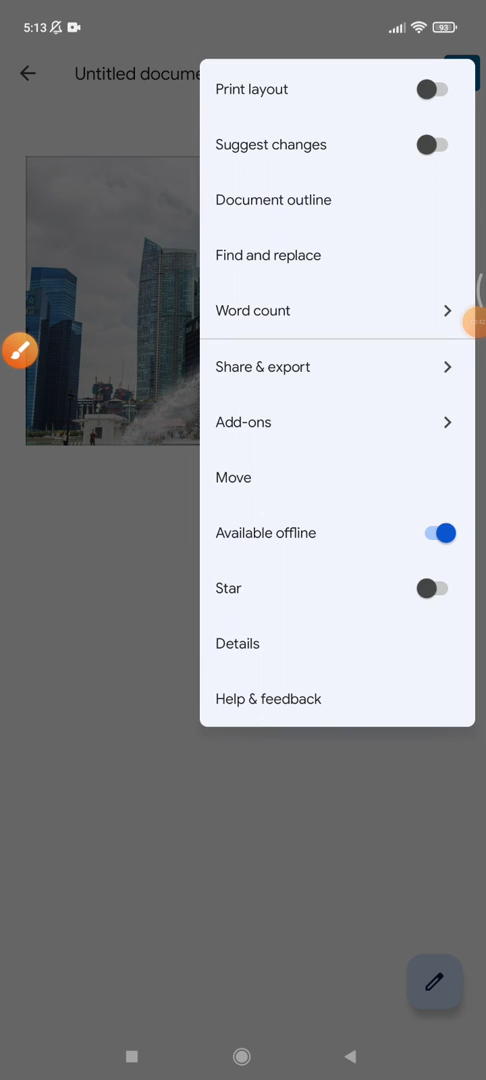 5:13
93
Untitled docume
Print layout
Suggest changes
Document outline
Find and replace
Word count
Share & export
Add-ons
Move
Available offline
Star
Details
Help & feedback